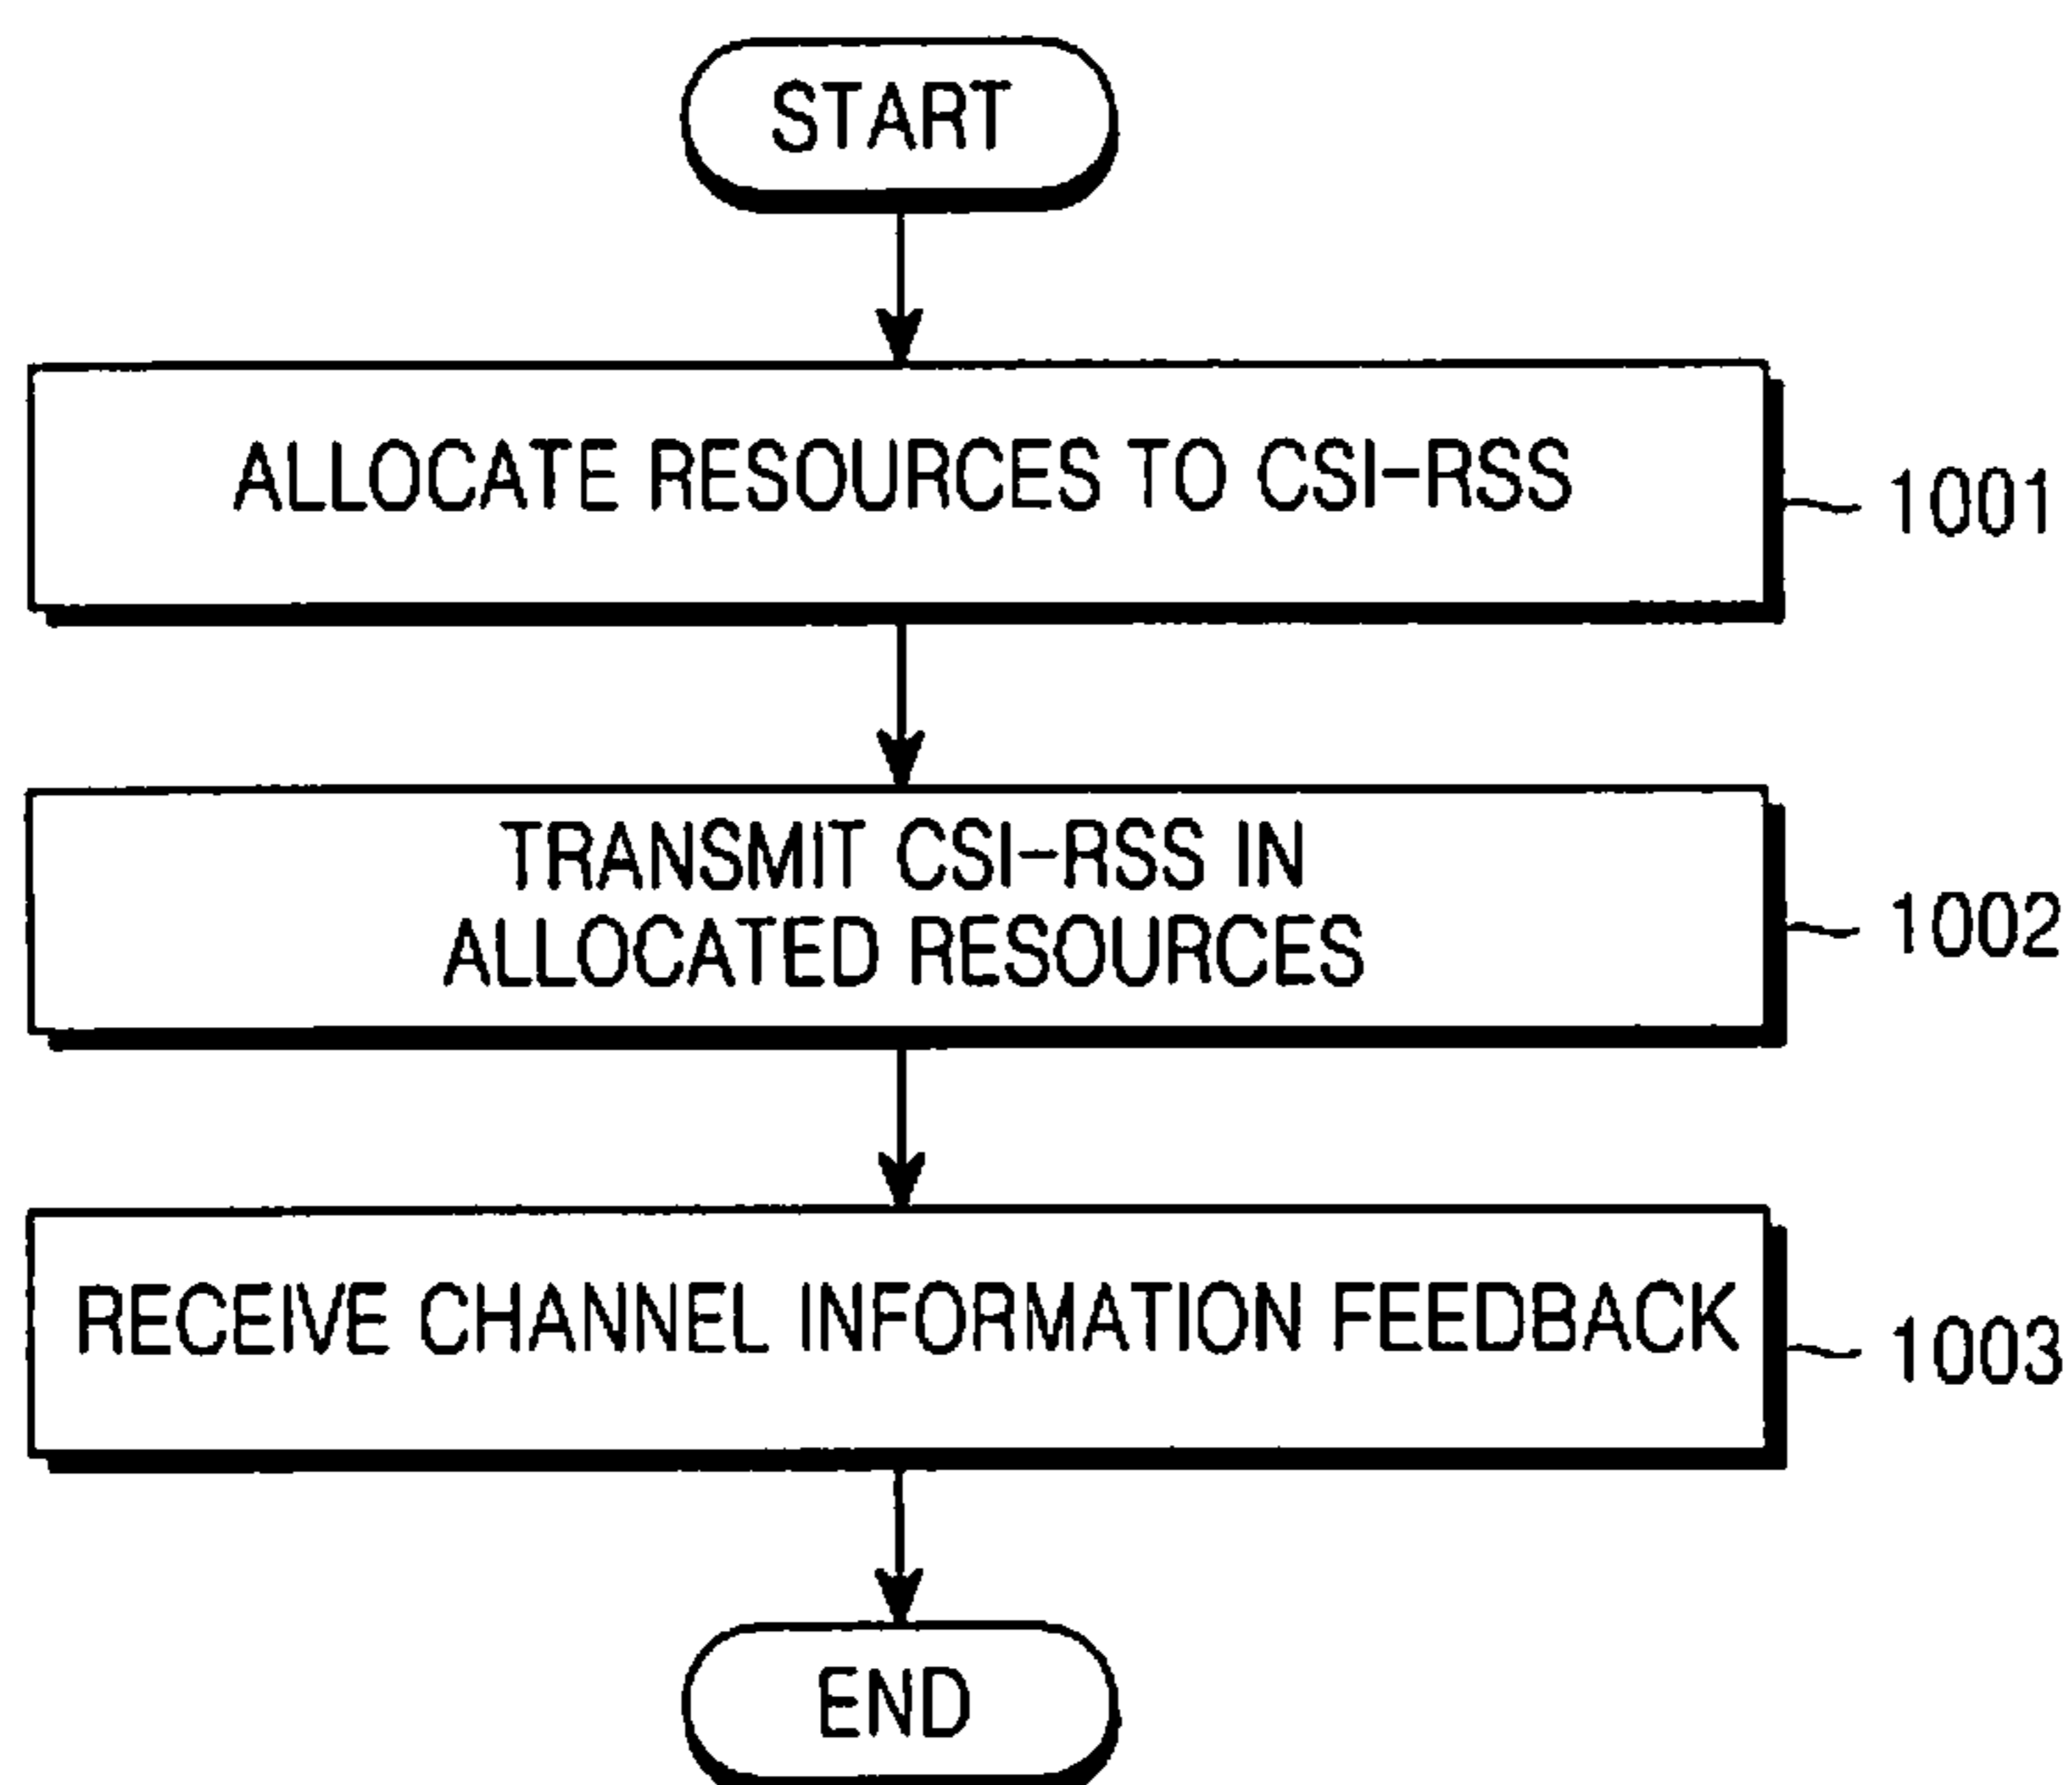 START
ALLOCATE RESOURCES TO CSI-RSS
1001
TRANSMIT CSI-RSS IN
ALLOCATED RESOURCES
1002
RECEIVE CHANNEL INFORMATION FEEDBACK
1003
END